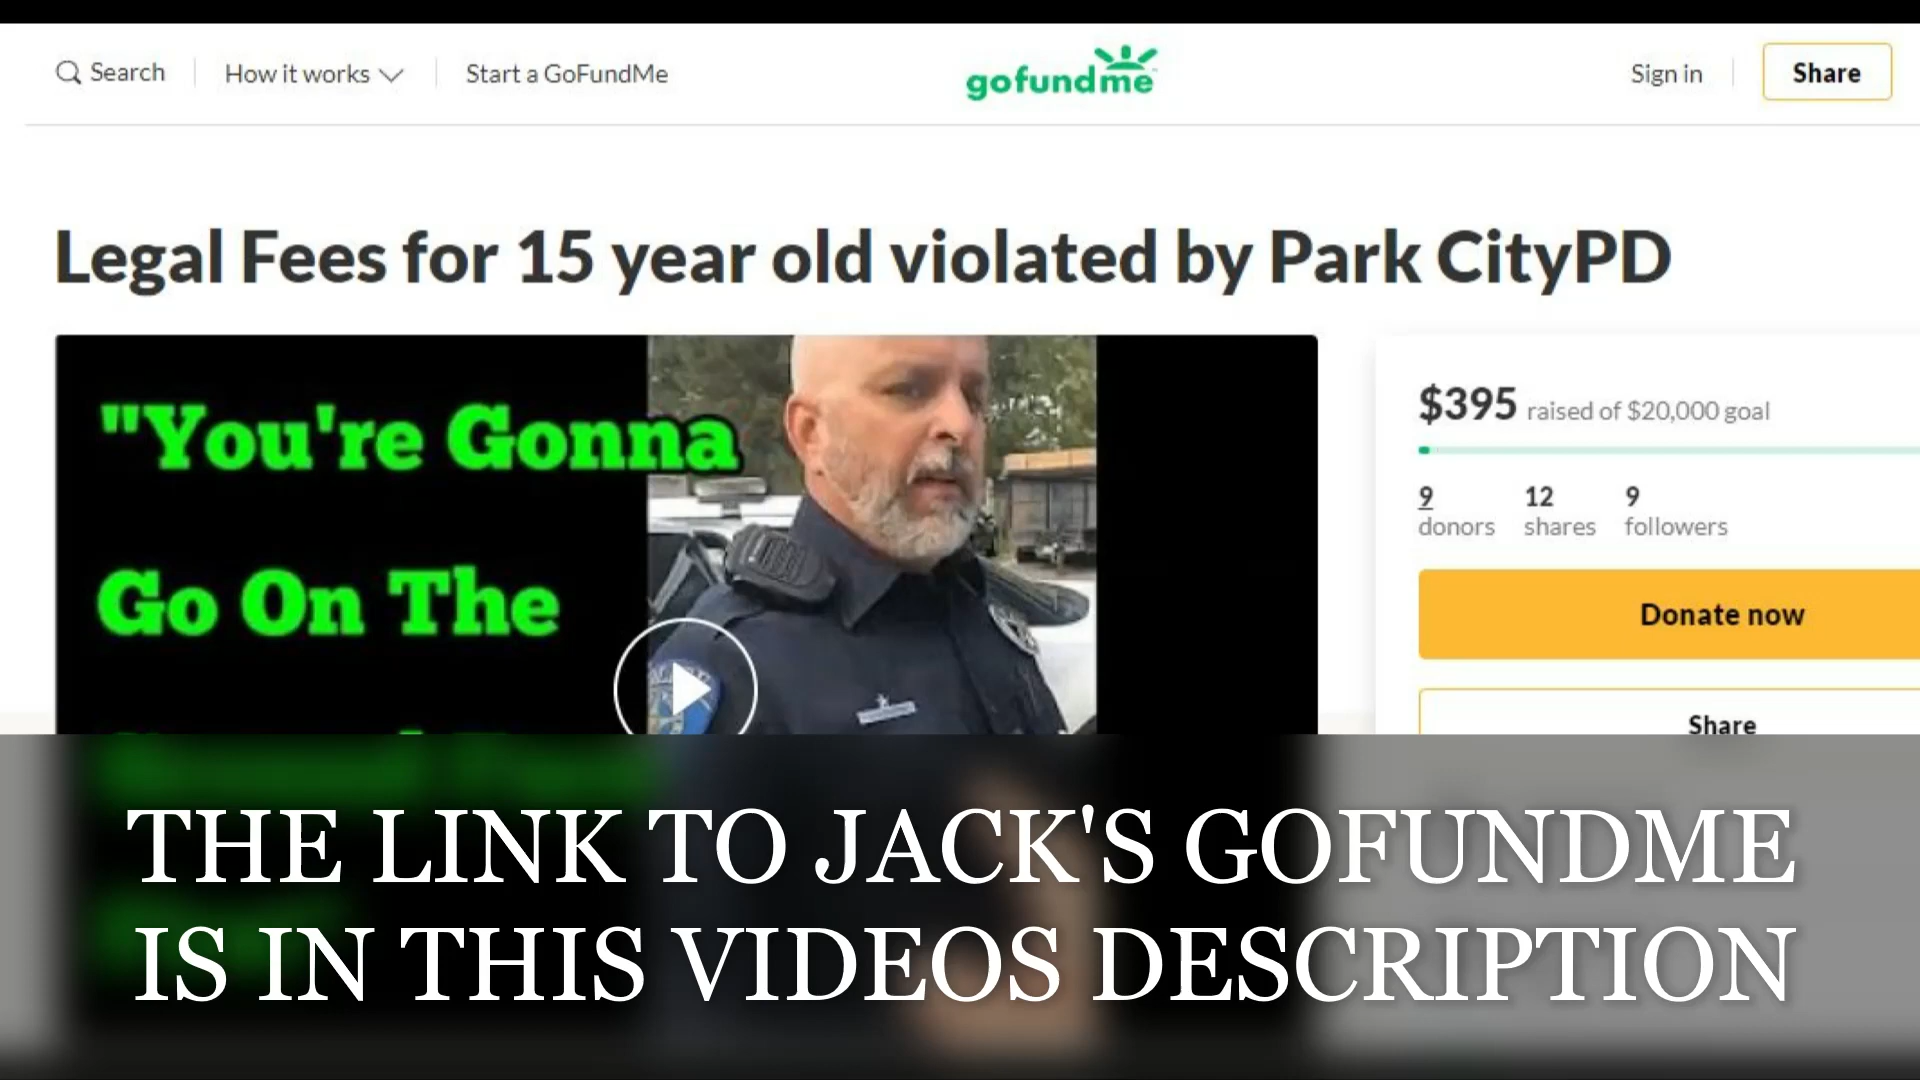 Search
How it works
Start a GoFundMe
gofundme
Sign in
Share
Legal Fees for 15 year old violated by Park CityPD
"You're Gonna
Go On The
$395 raised of $20,000 goal
9 donors
12 shares
9 followers
Donate now
Share
THE LINK TO JACK'S GOFUNDME
IS IN THIS VIDEOS DESCRIPTION